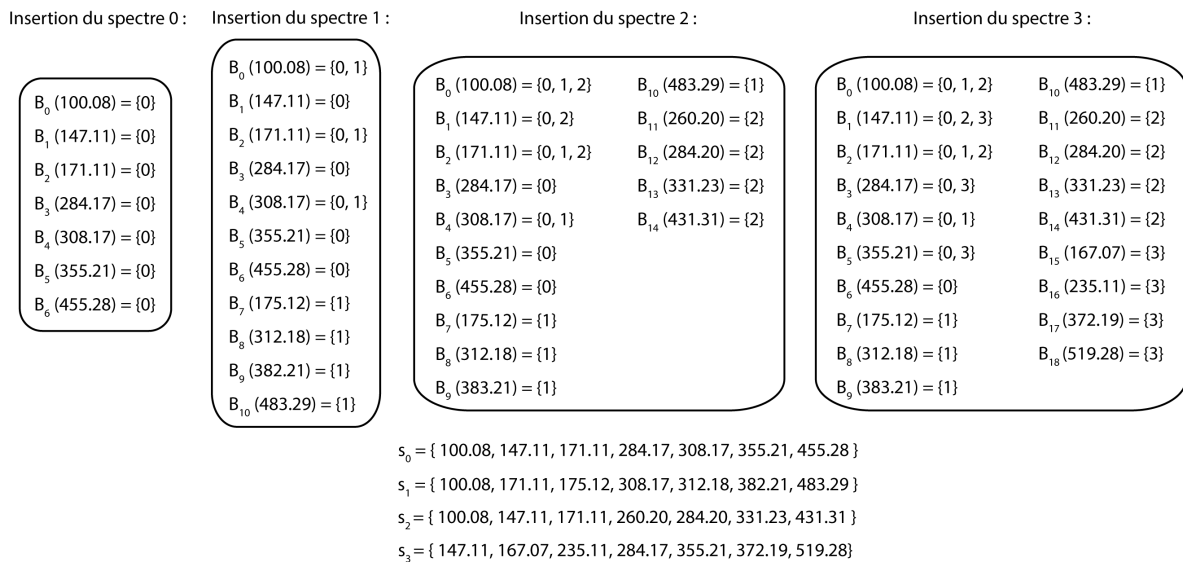 Insertion du spectre 0 :
B0 (100.08) = {0}
B1 (147.11) = {0}
B2 (171.11) = {0}
B3 (284.17) = {0}
B4 (308.17) = {0}
B5 (355.21) = {0}
B6 (455.28) = {0}
Insertion du spectre 1 :
B0 (100.08) = {0, 1}
B1 (147.11) = {0}
B2 (171.11) = {0, 1}
B3 (284.17) = {0}
B4 (308.17) = {0, 1}
B5 (355.21) = {0}
B6 (455.28) = {0}
B7 (175.12) = {1}
B8 (312.18) = {1}
B9 (382.21) = {1}
B10 (483.29) = {1}
Insertion du spectre 2 :
B0 (100.08) = {0, 1, 2}
B1 (147.11) = {0, 2}
B2 (171.11) = {0, 1, 2}
B3 (284.17) = {0}
B4 (308.17) = {0, 1}
B5 (355.21) = {0}
B6 (455.28) = {0}
B7 (175.12) = {1}
B8 (312.18) = {1}
B9 (383.21) = {1}
B10 (483.29) = {1}
B11 (260.20) = {2}
B12 (284.20) = {2}
B13 (331.23) = {2}
B14 (431.31) = {2}
Insertion du spectre 3 :
B0 (100.08) = {0, 1, 2}
B1 (147.11) = {0, 2, 3}
B2 (171.11) = {0, 1, 2}
B3 (284.17) = {0, 3}
B4 (308.17) = {0, 1}
B5 (355.21) = {0, 3}
B6 (455.28) = {0}
B7 (175.12) = {1}
B8 (312.18) = {1}
B9 (383.21) = {1}
B10 (483.29) = {1}
B11 (260.20) = {2}
B12 (284.20) = {2}
B13 (331.23) = {2}
B14 (431.31) = {2}
B15 (167.07) = {3}
B16 (235.11) = {3}
B17 (372.19) = {3}
B18 (519.28) = {3}
s0 = { 100.08, 147.11, 171.11, 284.17, 308.17, 355.21, 455.28 }
s1 = { 100.08, 171.11, 175.12, 308.17, 312.18, 382.21, 483.29 }
s2 = { 100.08, 147.11, 171.11, 260.20, 284.20, 331.23, 431.31 }
s3 = { 147.11, 167.07, 235.11, 284.17, 355.21, 372.19, 519.28}